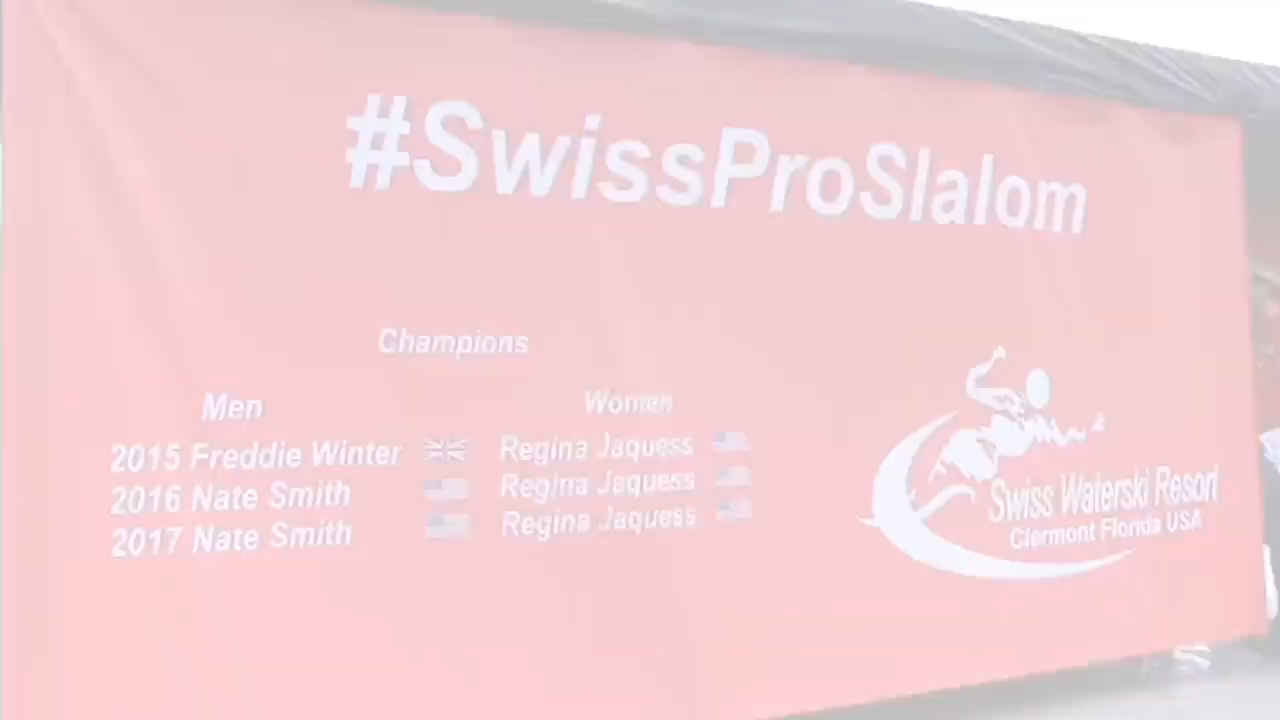 #SwissProSlalom
Champions
Men
Women
2015 Freddie Winter
Regina Jaquess
2016 Nate Smith
Regina Jaquess
2017 Nate Smith
Regina Jaquess
Swiss Waterski Resort
Clermont Florida USA